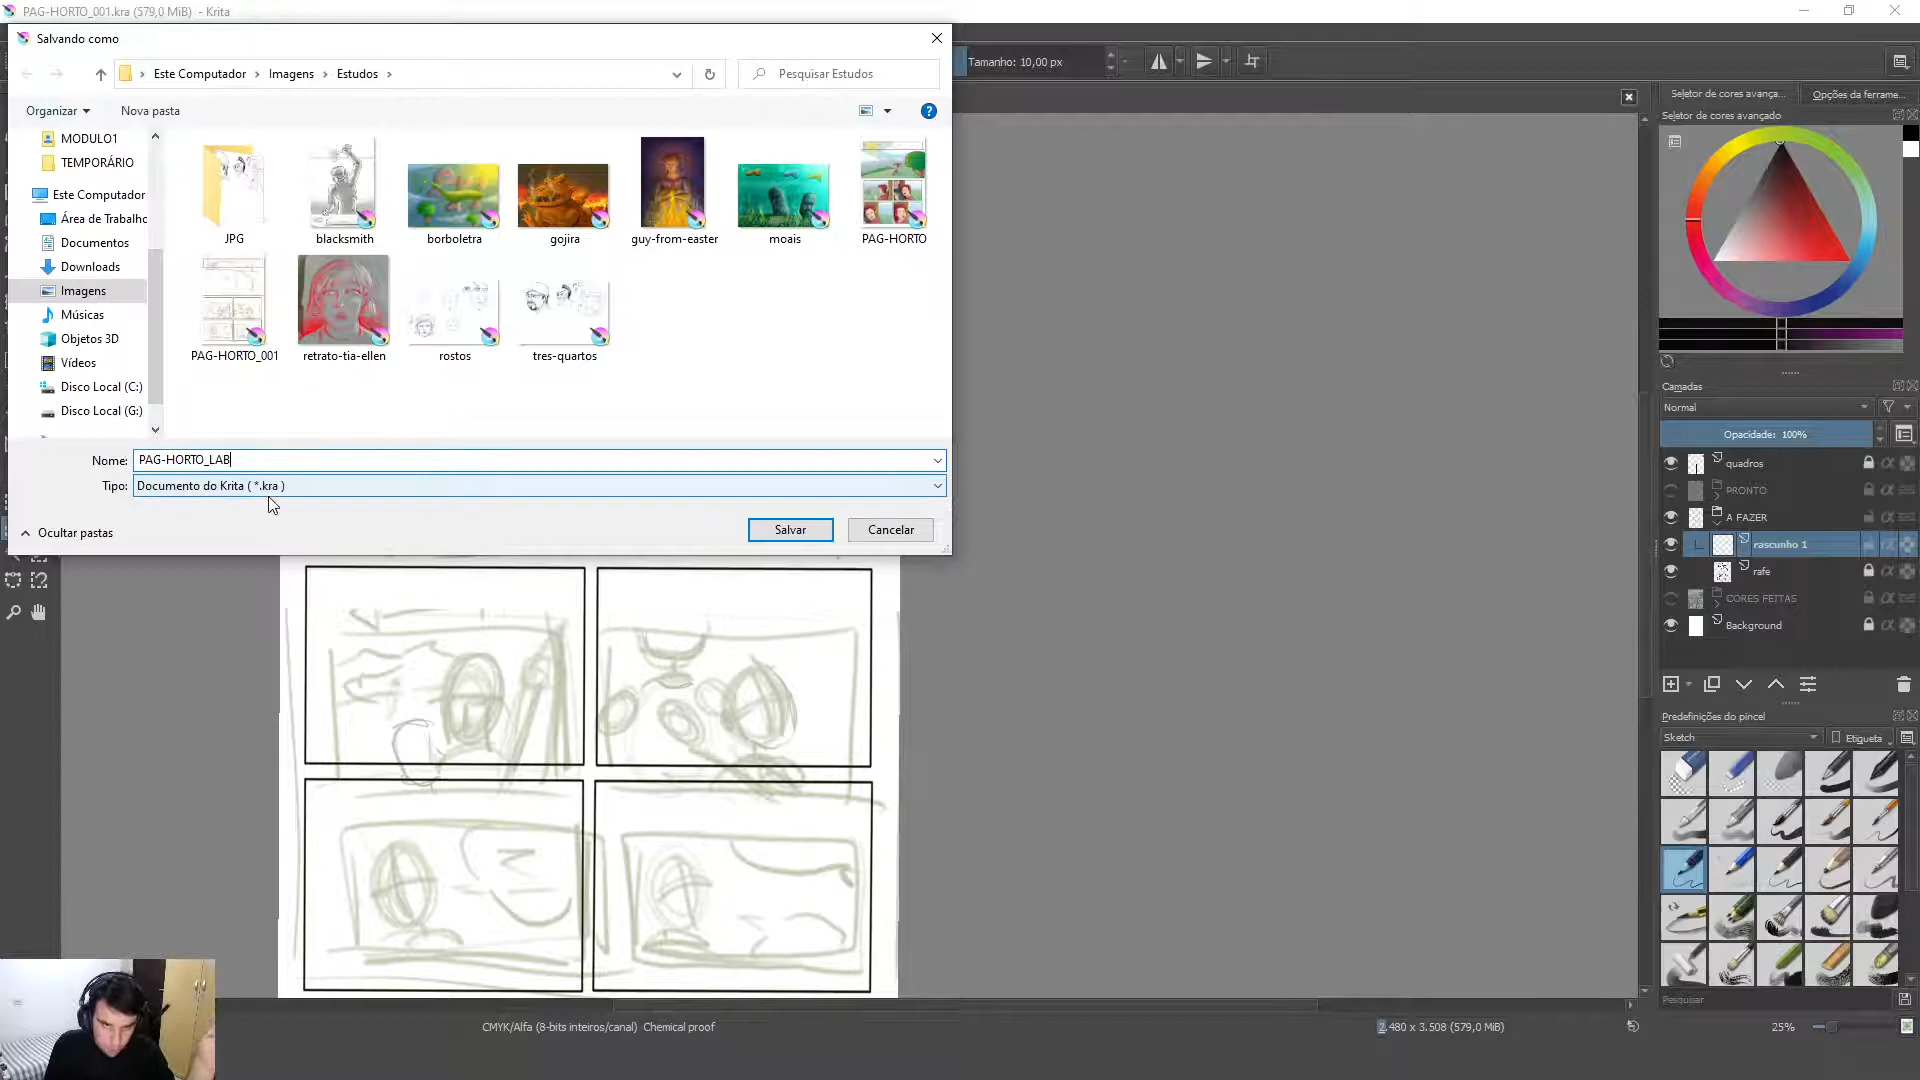 PAG-HORTO_001.kra (579,0 MiB) - Krita
Salvando como
Este Computador
Imagens
Estudos
Pesquisar Estudos
Tamanho: 10,00 px
Organizar
Nova pasta
Seletor de cores avança...
Opções da ferrame...
Seletor de cores avançado
MODULO1
TEMPORÁRIO
Este Computador
Área de Trabalho
Documentos
Downloads
Imagens
Músicas
Objetos 3D
Vídeos
Disco Local (C:)
Disco Local (G:)
JPG
blacksmith
borboletra
gojira
guy-from-easter
moais
PAG-HORTO
PAG-HORTO_001
retrato-tia-ellen
rostos
tres-quartos
Nome:
PAG-HORTO_LAB
Tipo:
Documento do Krita ( *.kra )
Ocultar pastas
Salvar
Cancelar
Camadas
Normal
Opacidade: 100%
quadros
PRONTO
A FAZER
rascunho 1
rafe
CORES FEITAS
Background
Predefinições do pincel
Sketch
Etiqueta
Pesquisar
CMYK/Alfa (8-bits inteiros/canal) Chemical proof
2.480 x 3.508 (579,0 MiB)
25%